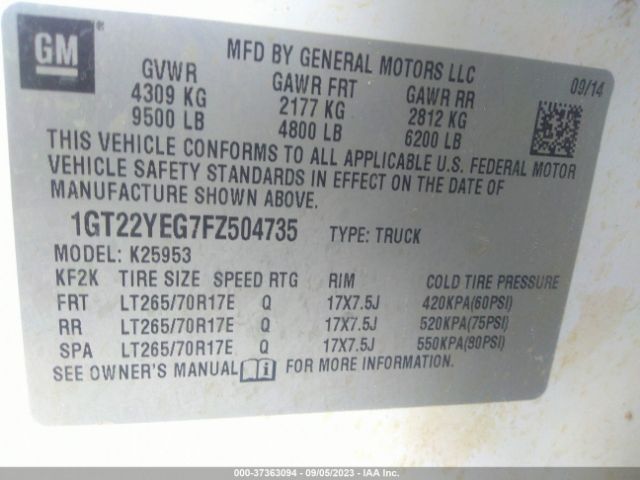 GM
MFD BY GENERAL MOTORS LLC
09/14
GVWR GAWR FRT GAWR RR
4309 KG 2177 KG 2812 KG
9500 LB 4800 LB 6200 LB
THIS VEHICLE CONFORMS TO ALL APPLICABLE U.S. FEDERAL MOTOR
VEHICLE SAFETY STANDARDS IN EFFECT ON THE DATE OF
MANUFACTURE SHOWN ABOVE.
1GT22YEG7FZ504735 TYPE: TRUCK
MODEL: K25953
KF2K TIRE SIZE SPEED RTG RIM COLD TIRE PRESSURE
FRT LT265/70R17E Q 17X7.5J 420KPA(60PSI)
RR LT265/70R17E Q 17X7.5J 520KPA(75PSI)
SPA LT265/70R17E Q 17X7.5J 550KPA(80PSI)
SEE OWNER'S MANUAL FOR MORE INFORMATION.
000-37363094 - 09/05/2023 - IAAI.com